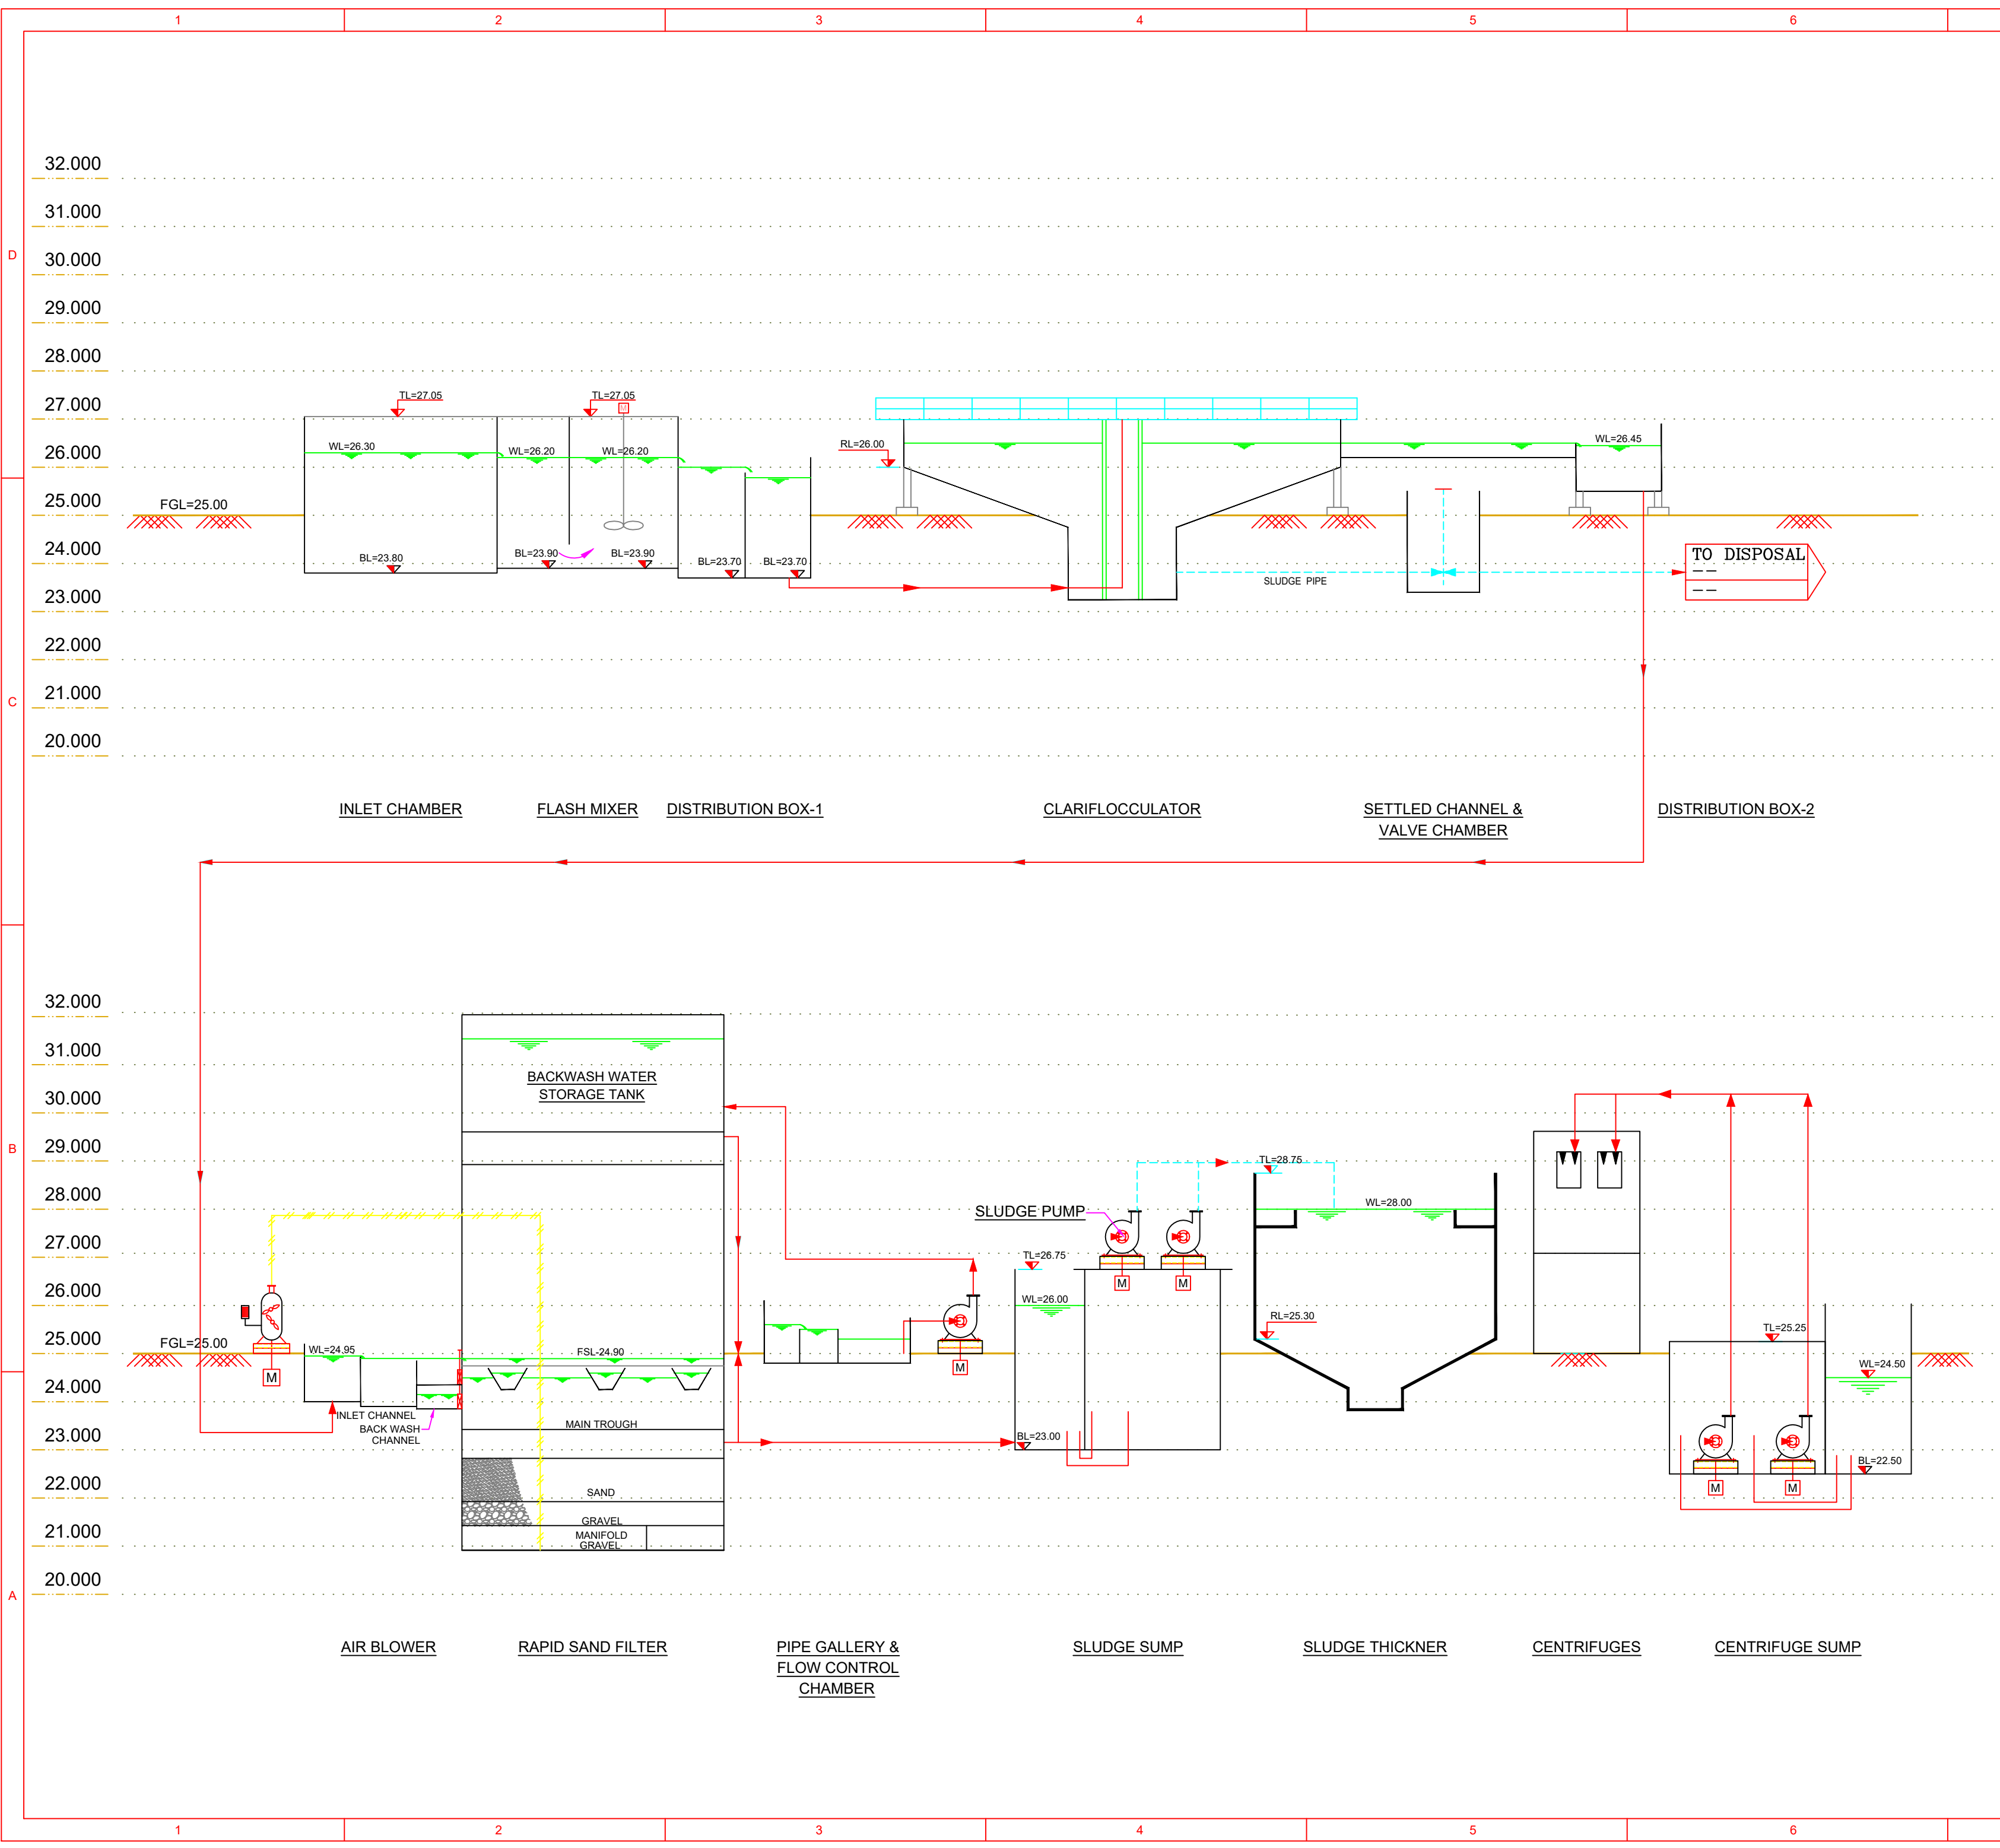 1 2 3 4 5 6
D
C
B
A
32.000
31.000
30.000
29.000
28.000
27.000
26.000
25.000
24.000
23.000
22.000
21.000
20.000
TL=27.05
TL=27.05
M
WL=26.30
WL=26.20
WL=26.20
RL=26.00
WL=26.45
FGL=25.00
BL=23.80
BL=23.90
BL=23.90
BL=23.70
BL=23.70
SLUDGE PIPE
TO DISPOSAL
--
--
INLET CHAMBER
FLASH MIXER
DISTRIBUTION BOX-1
CLARIFLOCCULATOR
SETTLED CHANNEL &
VALVE CHAMBER
DISTRIBUTION BOX-2
32.000
31.000
30.000
29.000
28.000
27.000
26.000
25.000
24.000
23.000
22.000
21.000
20.000
BACKWASH WATER
STORAGE TANK
FGL=25.00
M
WL=24.95
FSL-24.90
INLET CHANNEL
BACK WASH
CHANNEL
MAIN TROUGH
SAND
GRAVEL
MANIFOLD
GRAVEL
M
SLUDGE PUMP
TL=26.75
M
M
WL=26.00
BL=23.00
TL=28.75
WL=28.00
RL=25.30
TL=25.25
WL=24.50
BL=22.50
M
M
AIR BLOWER
RAPID SAND FILTER
PIPE GALLERY &
FLOW CONTROL
CHAMBER
SLUDGE SUMP
SLUDGE THICKNER
CENTRIFUGES
CENTRIFUGE SUMP
1 2 3 4 5 6